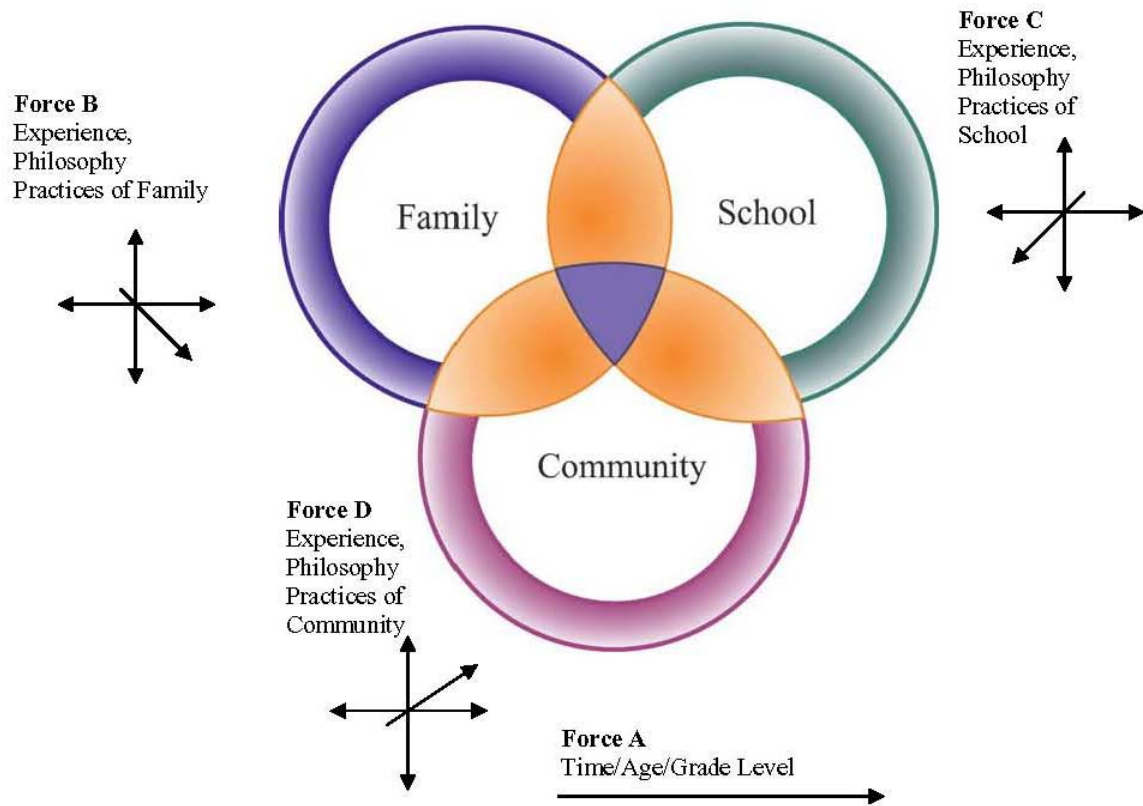 Force C
Experience,
Philosophy
Practices of
School
Force B
Experience,
Philosophy
Practices of Family
Family
School
Community
Force D
Experience,
Philosophy
Practices of
Community
Force A
Time/Age/Grade Level